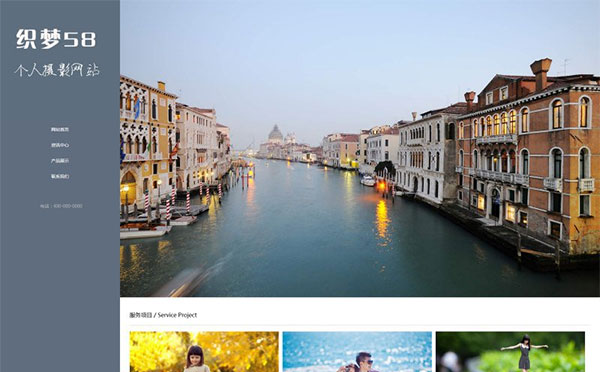 织梦58
个人摄影网站
网站首页
资讯中心
产品展示
联系我们
电话：400-000-0000
服务项目 / Service Project